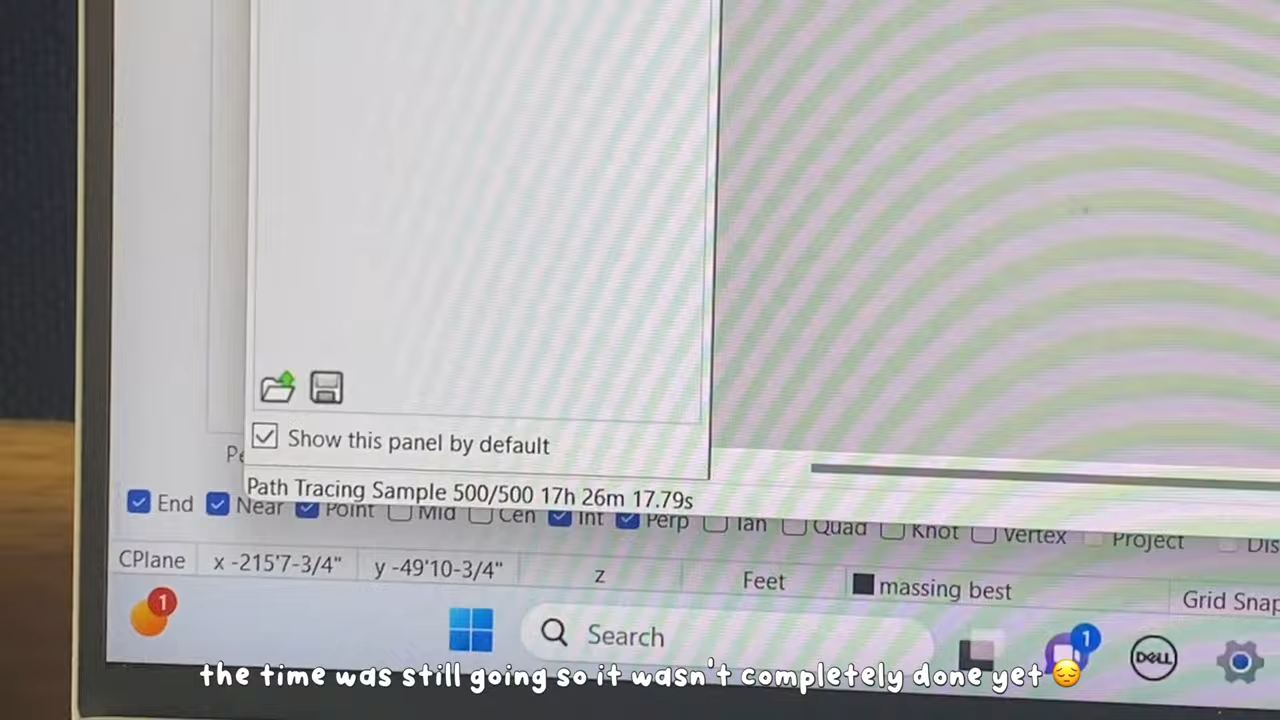 Show this panel by default
Path Tracing Sample 500/500 17h 26m 17.79s
End Near Point Mid Cen Int Perp Tan Quad Knot Vertex Project
CPlane x -215'7-3/4" y -49'10-3/4" z Feet massing best Grid Snap
1
Search
1
DELL
the time was still going so it wasn't completely done yet 😔